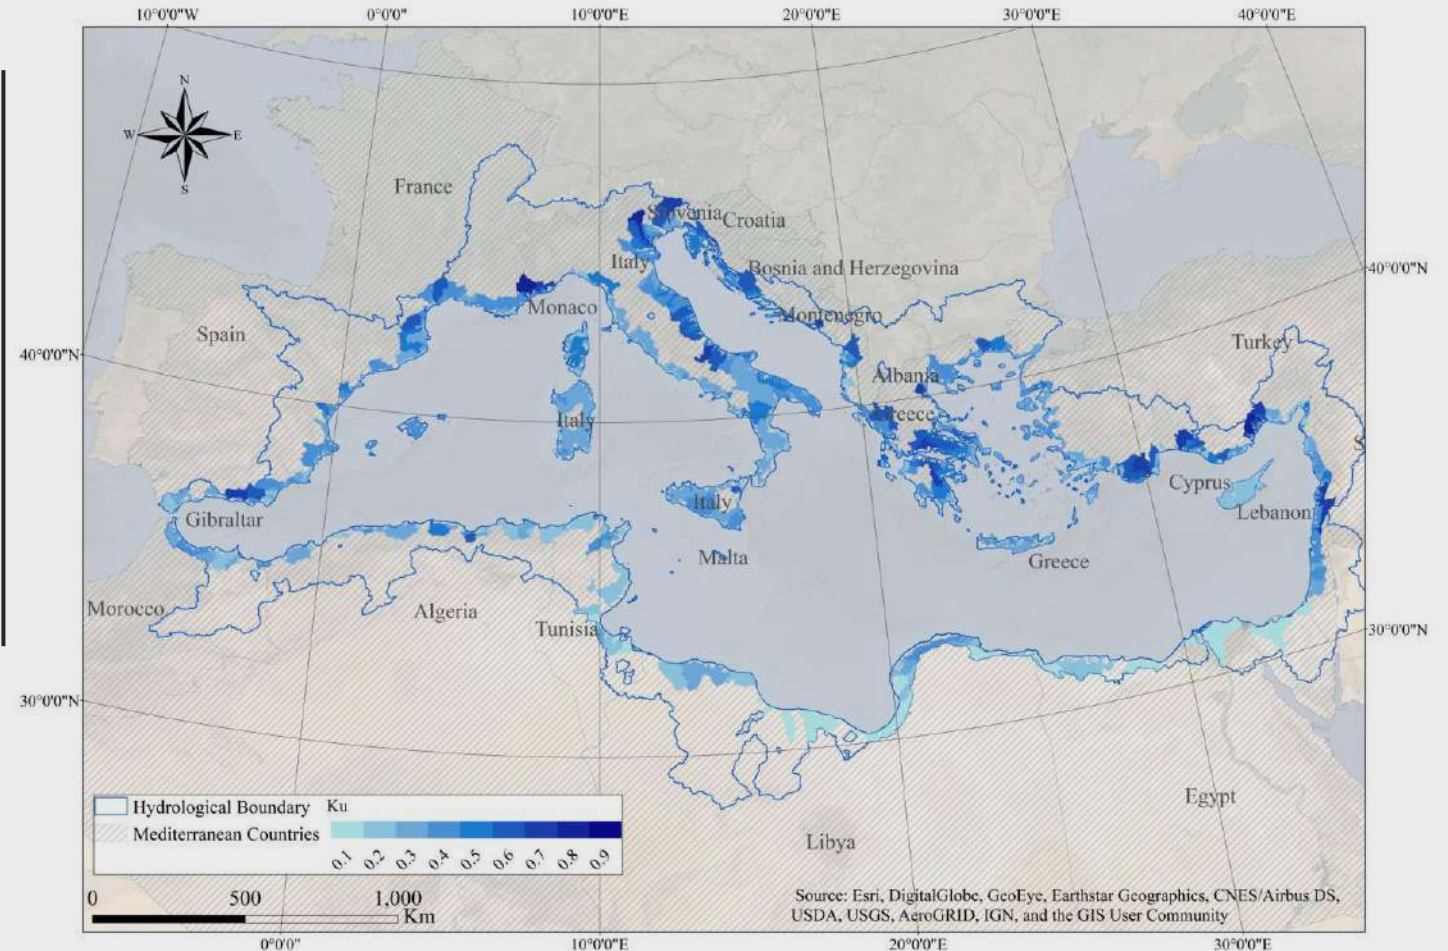 10°0'0"W 0°0'0" 10°0'0"E 20°0'0"E 30°0'0"E 40°0'0"E
N
W E
S
France
Slovenia Croatia
Italy
Bosnia and Herzegovina
40°0'0"N
Monaco
Montenegro
Spain
Turkey
40°0'0"N
Albania
Italy
Greece
S
Cyprus
Italy
Lebanon
Gibraltar
Malta
Greece
Morocco
Algeria
Tunisia
30°0'0"N
30°0'0"N
Egypt
Libya
Hydrological Boundary Ku
Mediterranean Countries
0.1 0.2 0.3 0.4 0.5 0.6 0.7 0.8 0.9
0 500 1,000
Km
Source: Esri, DigitalGlobe, GeoEye, Earthstar Geographics, CNES/Airbus DS,
USDA, USGS, AeroGRID, IGN, and the GIS User Community
0°0'0" 10°0'0"E 20°0'0"E 30°0'0"E